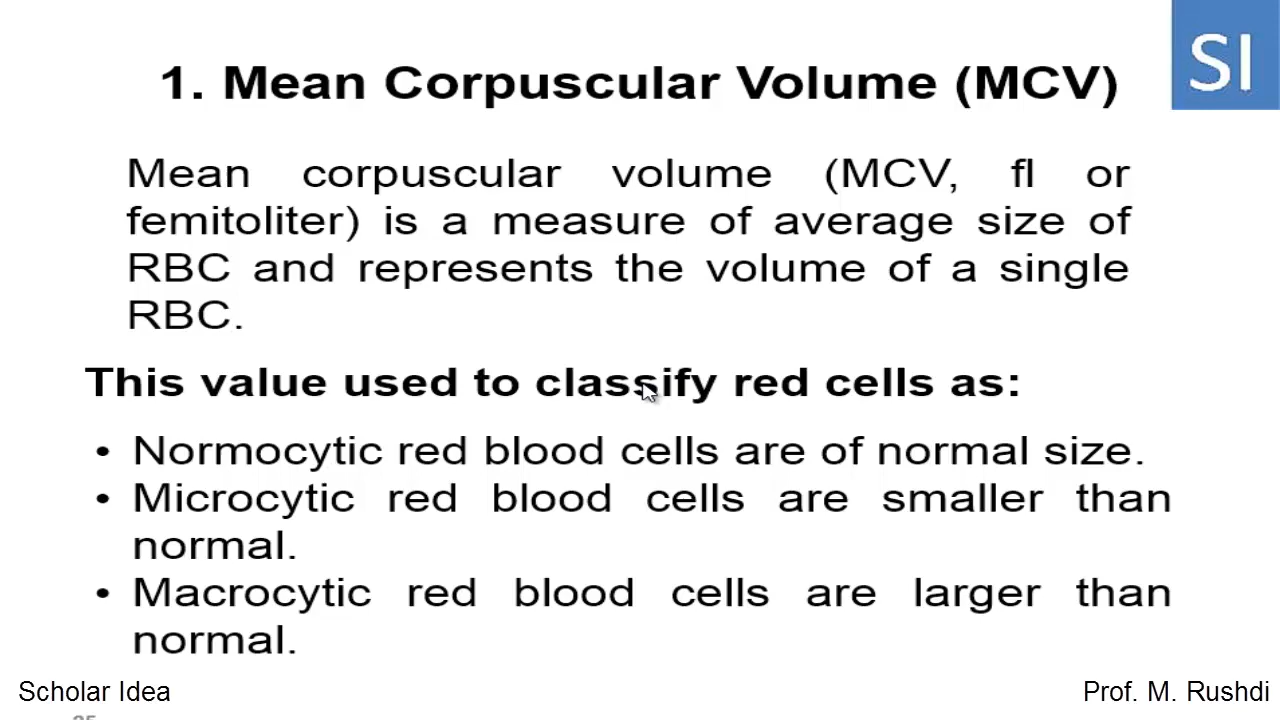 SI
1. Mean Corpuscular Volume (MCV)
Mean corpuscular volume (MCV, fl or
femitoliter) is a measure of average size of
RBC and represents the volume of a single
RBC.
This value used to classify red cells as:
• Normocytic red blood cells are of normal size.
• Microcytic red blood cells are smaller than
normal.
• Macrocytic red blood cells are larger than
normal.
Scholar Idea
Prof. M. Rushdi